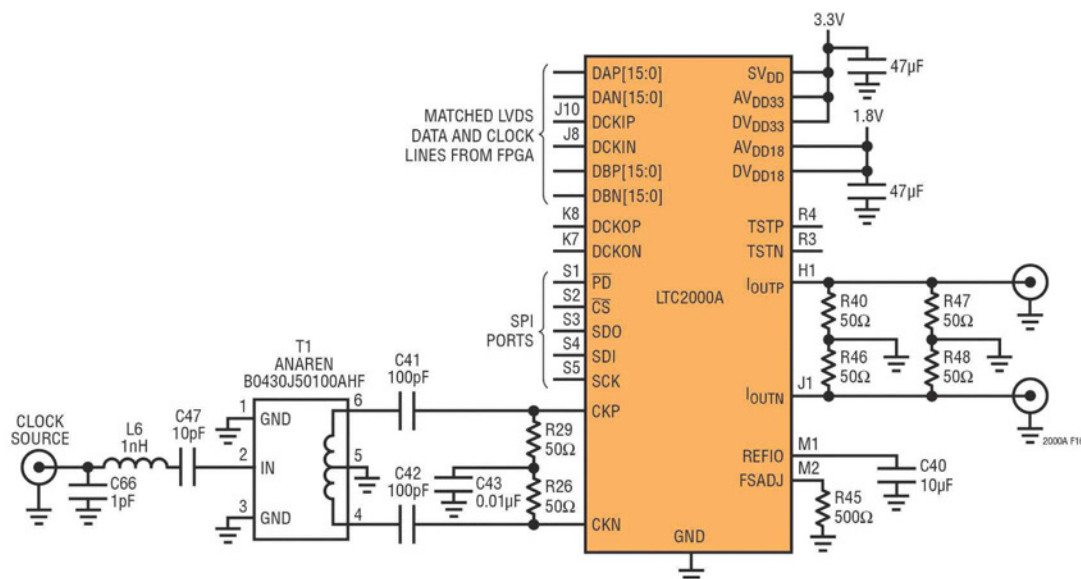 3.3V
47µF
1.8V
47µF
MATCHED LVDS
DATA AND CLOCK
LINES FROM FPGA
J10
J8
DAP[15:0]
DAN[15:0]
DCKIP
DCKIN
DBP[15:0]
DBN[15:0]
K8
DCKOP
K7
DCKON
SPI
PORTS
S1
PD
S2
CS
S3
SDO
S4
SDI
S5
SCK
CKP
CKN
LTC2000A
GND
SVDD
AVDD33
DVDD33
AVDD18
DVDD18
TSTP
R4
TSTN
R3
IOUTP
H1
IOUTN
J1
REFIO
M1
FSADJ
M2
R40
50Ω
R47
50Ω
R46
50Ω
R48
50Ω
C40
10µF
R45
500Ω
CLOCK
SOURCE
C66
1pF
L6
1nH
C47
10pF
T1
ANAREN
B0430J50100AHF
1
GND
2
IN
3
GND
6
5
4
C41
100pF
C42
100pF
C43
0.01µF
R29
50Ω
R26
50Ω